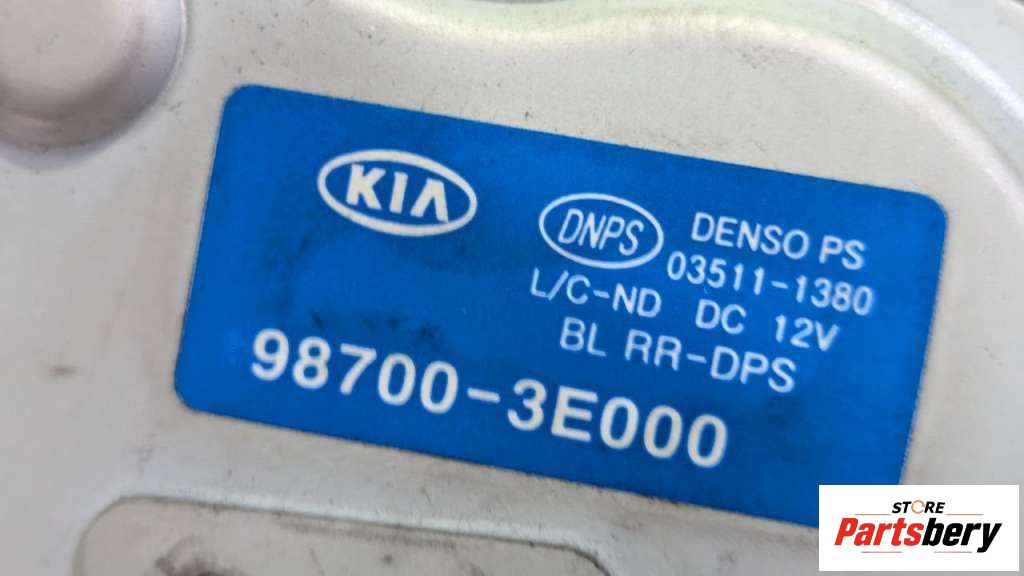 KIA
DNPS
DENSO PS
03511-1380
L/C-ND DC 12V
BL RR-DPS
98700-3E000
STORE
Partsbery